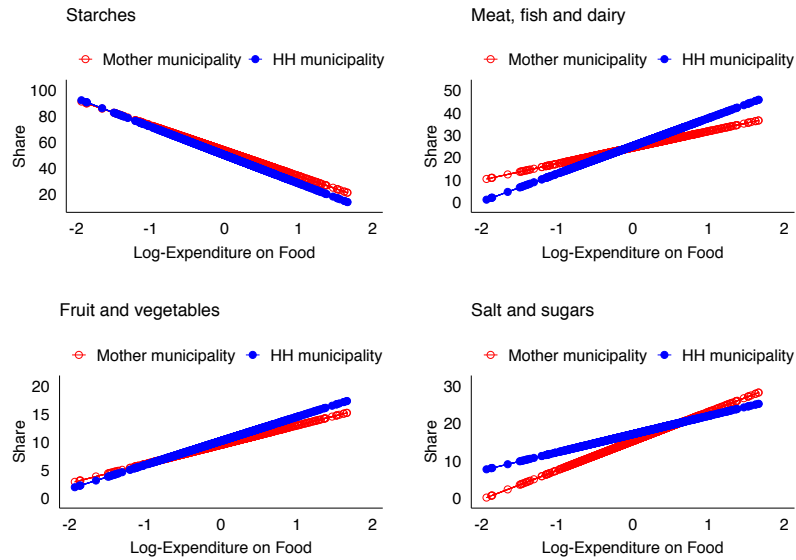 Starches
Mother municipality HH municipality
100
80
60
40
20
Share
-2 -1 0 1 2
Log-Expenditure on Food
Meat, fish and dairy
Mother municipality HH municipality
50
40
30
20
10
0
Share
-2 -1 0 1 2
Log-Expenditure on Food
Fruit and vegetables
Mother municipality HH municipality
20
15
10
5
0
Share
-2 -1 0 1 2
Log-Expenditure on Food
Salt and sugars
Mother municipality HH municipality
30
20
10
0
Share
-2 -1 0 1 2
Log-Expenditure on Food